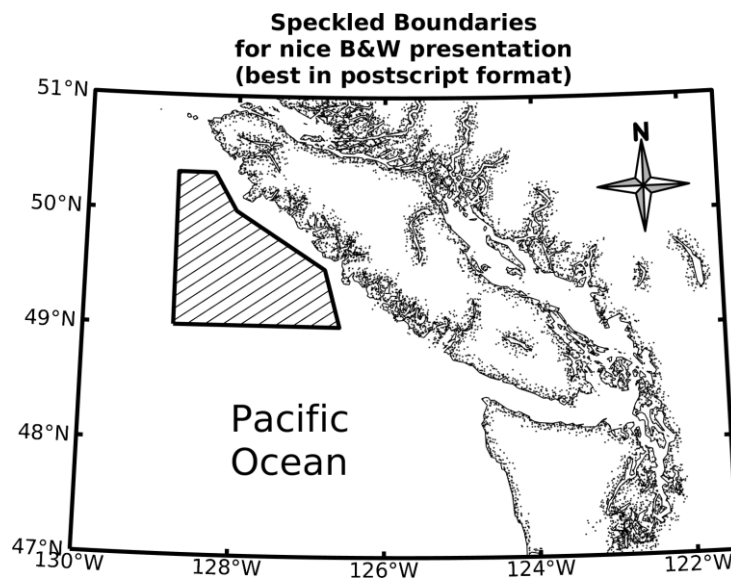 Speckled Boundaries
for nice B&W presentation
(best in postscript format)
51°N
N
50°N
49°N
Pacific
Ocean
48°N
47°N
130°W
128°W
126°W
124°W
122°W